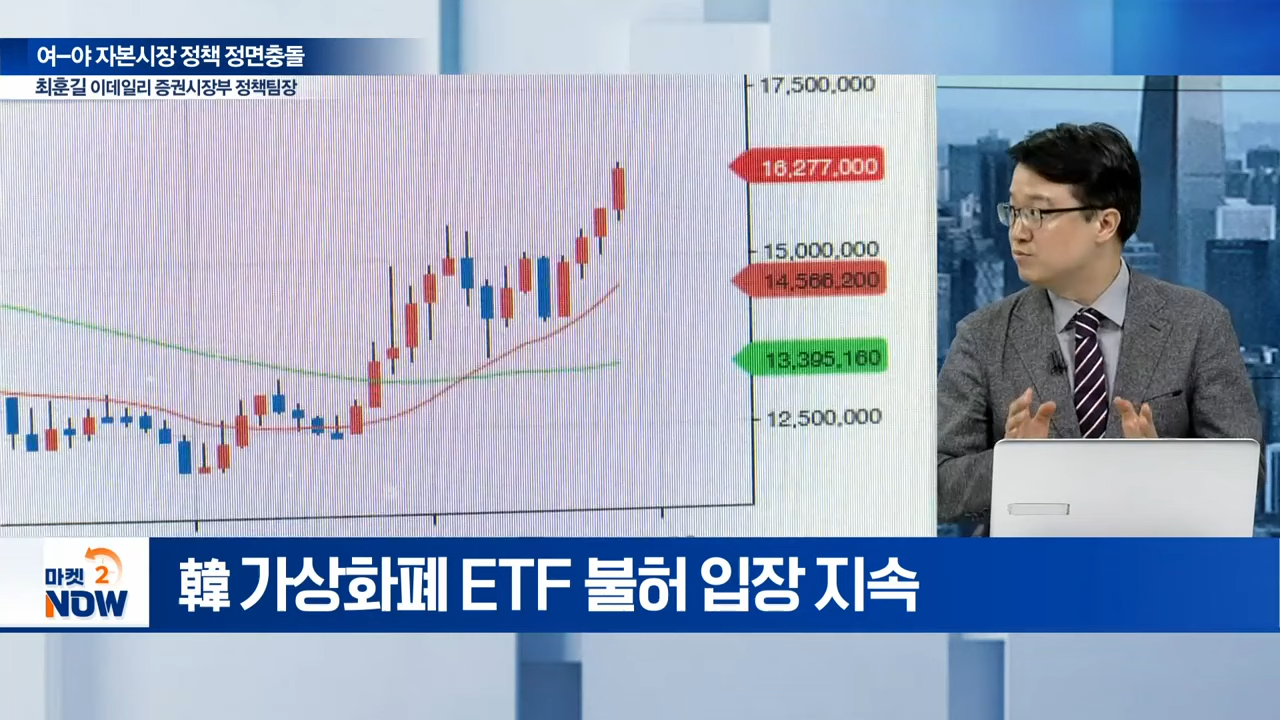 여-야 자본시장 정책 정면충돌
최훈길 이데일리 증권시장부 정책팀장
17,500,000
16,277,000
15,000,000
14,566,200
13,395,160
12,500,000
마켓 2
NOW
韓 가상화폐 ETF 불허 입장 지속